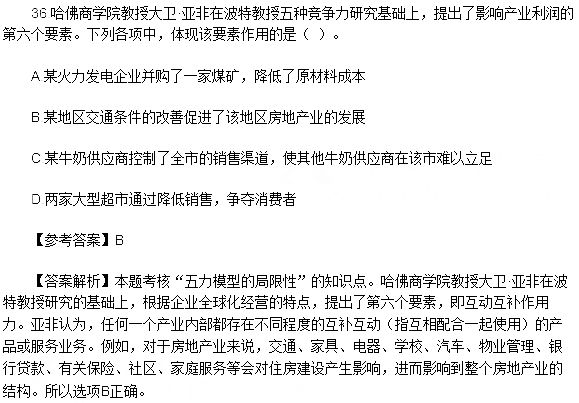 36哈佛商学院教授大卫·亚非在波特教授五种竞争力研究基础上，提出了影响产业利润的
第六个要素。下列各项中，体现该要素作用的是（ ）。
A某火力发电企业并购了一家煤矿，降低了原材料成本
B某地区交通条件的改善促进了该地区房地产业的发展
C某牛奶供应商控制了全市的销售渠道，使其他牛奶供应商在该市难以立足
D两家大型超市通过降低销售，争夺消费者
【参考答案】B
【答案解析】本题考核“五力模型的局限性”的知识点。哈佛商学院教授大卫·亚非在波
特教授研究的基础上，根据企业全球化经营的特点，提出了第六个要素，即互动互补作用
力。亚非认为，任何一个产业内部都存在不同程度的互补互动（指互相配合一起使用）的产
品或服务业务。例如，对于房地产业来说，交通、家具、电器、学校、汽车、物业管理、银
行贷款、有关保险、社区、家庭服务等会对住房建设产生影响，进而影响到整个房地产业的
结构。所以选项B正确。